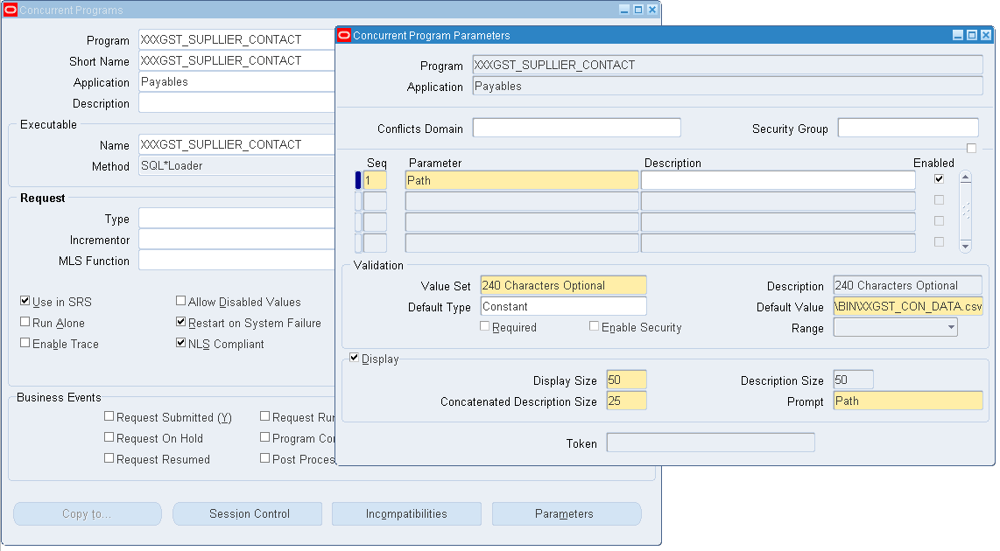 Concurrent Programs
Program XXXGST_SUPLLIER_CONTACT
Short Name XXXGST_SUPLLIER_CONTACT
Application Payables
Description
Executable
Name XXXGST_SUPLLIER_CONTACT
Method SQL*Loader
Request
Type
Incrementor
MLS Function
Use in SRS Allow Disabled Values
Run Alone Restart on System Failure
Enable Trace NLS Compliant
Business Events
Request Submitted (Y) Request Ru
Request On Hold Program Co
Request Resumed Post Proces
Copy to... Session Control Incompatibilities Parameters
Concurrent Program Parameters
Program XXXGST_SUPLLIER_CONTACT
Application Payables
Conflicts Domain Security Group
Seq Parameter Description Enabled
1 Path
Validation
Value Set 240 Characters Optional Description 240 Characters Optional
Default Type Constant Default Value \BIN\XXGST_CON_DATA.csv
Required Enable Security Range
Display
Display Size 50 Description Size 50
Concatenated Description Size 25 Prompt Path
Token